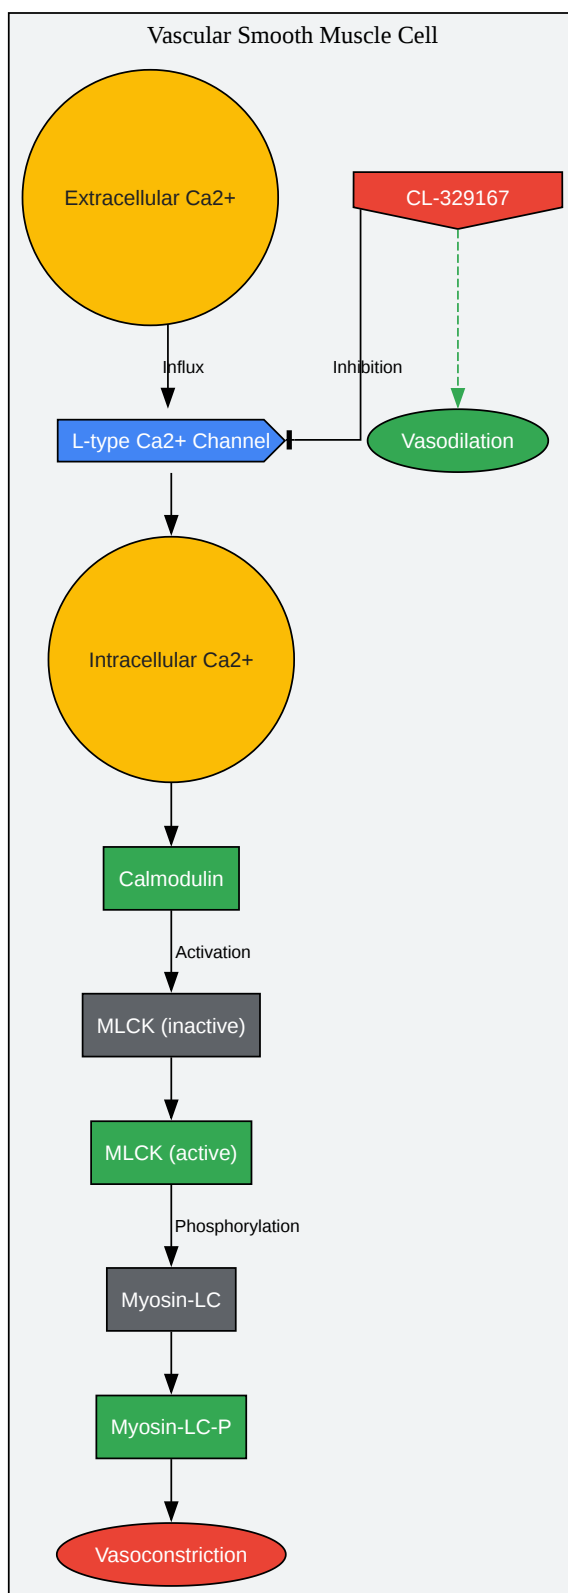 Vascular Smooth Muscle Cell
Extracellular Ca2+
CL-329167
Influx
Inhibition
L-type Ca2+ Channel
Vasodilation
Intracellular Ca2+
Calmodulin
Activation
MLCK (inactive)
MLCK (active)
Phosphorylation
Myosin-LC
Myosin-LC-P
Vasoconstriction